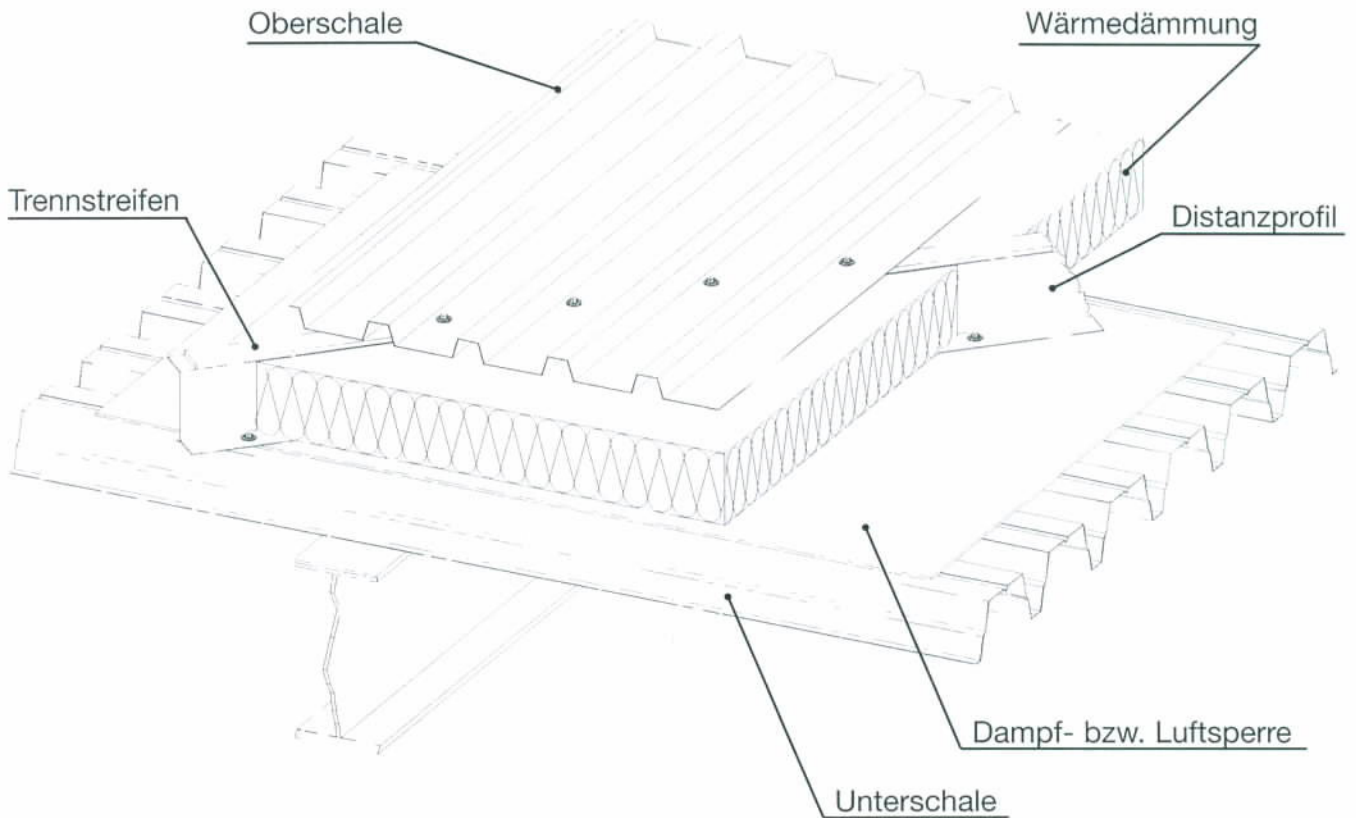 Oberschale
Wärmedämmung
Trennstreifen
Distanzprofil
Dampf- bzw. Luftsperre
Unterschale